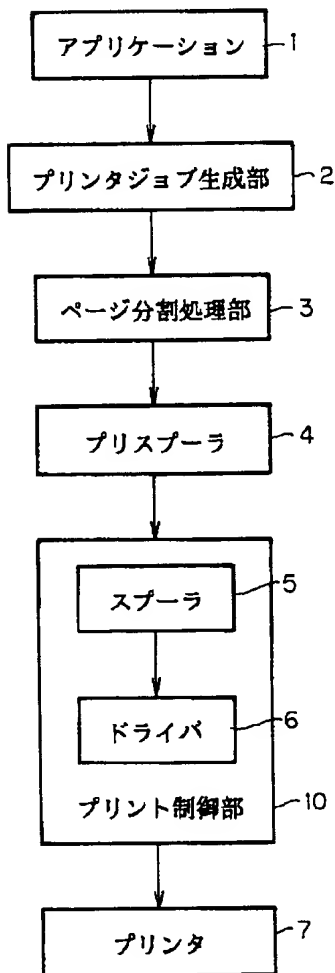 アプリケーション 1
プリンタジョブ生成部 2
ページ分割処理部 3
プリスプーラ 4
スプーラ 5
ドライバ 6
プリント制御部 10
プリンタ 7